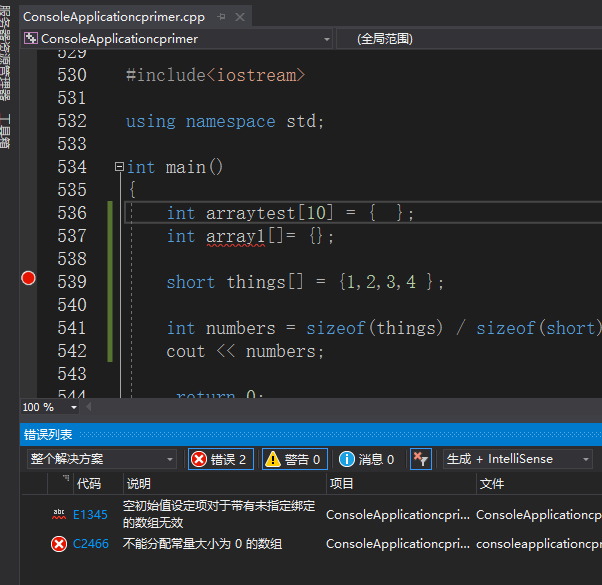 服务器资源管理器
工具箱
ConsoleApplicationcprimer.cpp
ConsoleApplicationcprimer
(全局范围)
529
530 #include<iostream>
531
532 using namespace std;
533
534 int main()
535 {
536 int arraytest[10] = {  };
537 int array1[]= {};
538
539 short things[] = {1,2,3,4 };
540
541 int numbers = sizeof(things) / sizeof(short)
542 cout << numbers;
543
544 return 0;
100 %
错误列表
整个解决方案 错误 2 警告 0 消息 0 生成 + IntelliSense
代码 说明 项目 文件
abc E1345 空初始值设定项对于带有未指定绑定
的数组无效 ConsoleApplicationcpri... ConsoleApplicationcp
C2466 不能分配常量大小为 0 的数组 ConsoleApplicationcpri... consoleapplicationcp